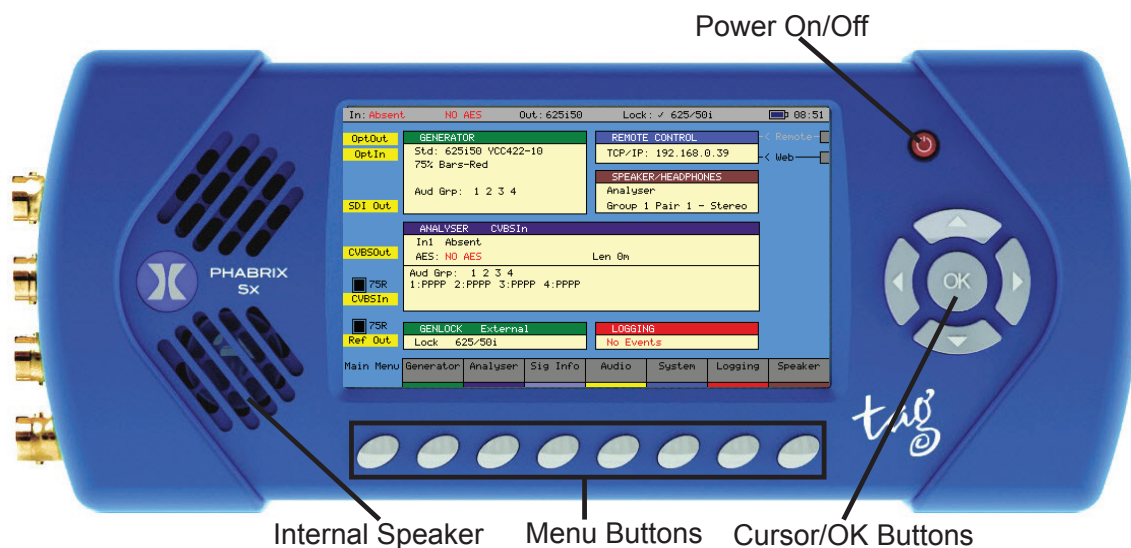 Power On/Off
In: Absent NO AES Out: 625i50 Lock: ✓ 625/50i 08:51
OptOut
OptIn
SDI Out
CVBSOut
75R
CVBSIn
75R
Ref Out
GENERATOR
Std: 625i50 YCC422-10
75% Bars-Red
Aud Grp: 1 2 3 4
REMOTE CONTROL
TCP/IP: 192.168.0.39
< Remote
< Web
SPEAKER/HEADPHONES
Analyser
Group 1 Pair 1 - Stereo
ANALYSER CVBSIn
In1 Absent
AES: NO AES Len 0m
Aud Grp: 1 2 3 4
1:PPPP 2:PPPP 3:PPPP 4:PPPP
GENLOCK External
Lock 625/50i
LOGGING
No Events
Main Menu Generator Analyser Sig Info Audio System Logging Speaker
PHABRIX
SX
OK
tag
Internal Speaker Menu Buttons Cursor/OK Buttons